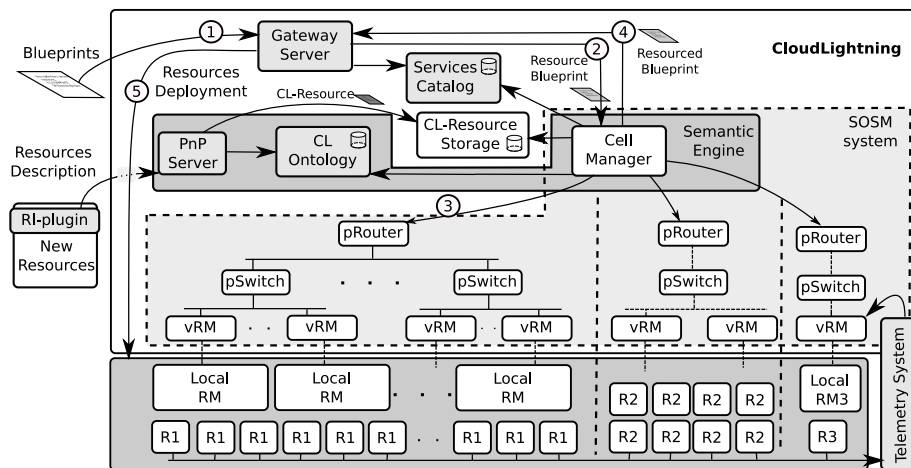 Blueprints
1
Gateway
Server
2
4
Resource
Blueprint
Resourced
Blueprint
CloudLightning
5
Resources
Deployment
Services
Catalog
CL-Resource
CL-Resource
Storage
SOSM
system
PnP
Server
CL
Ontology
Cell
Manager
Semantic
Engine
Resources
Description
RI-plugin
New
Resources
3
pRouter
pRouter
pRouter
pSwitch
. . .
pSwitch
pSwitch
pSwitch
vRM
. .
vRM
vRM
. .
vRM
vRM
vRM
vRM
Local
RM
Local
RM
. . .
Local
RM
R2
R2
R2
R2
Local
RM3
R1
R1
R1
R1
R1
R1
. .
R1
R1
R1
R2
R2
R2
R2
R3
Telemetry System